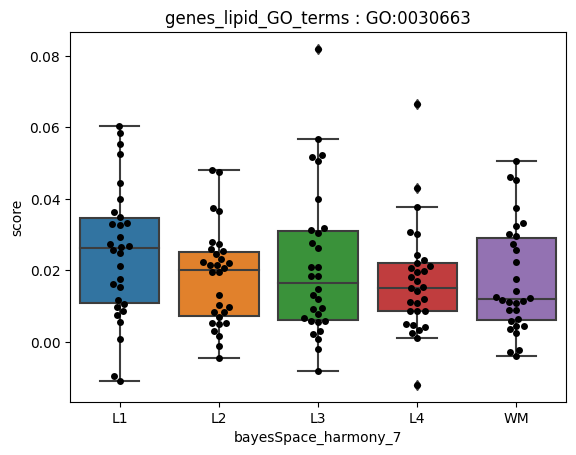 genes_lipid_GO_terms : GO:0030663
0.08
0.06
0.04
0.02
0.00
score
L1 L2 L3 L4 WM
bayesSpace_harmony_7